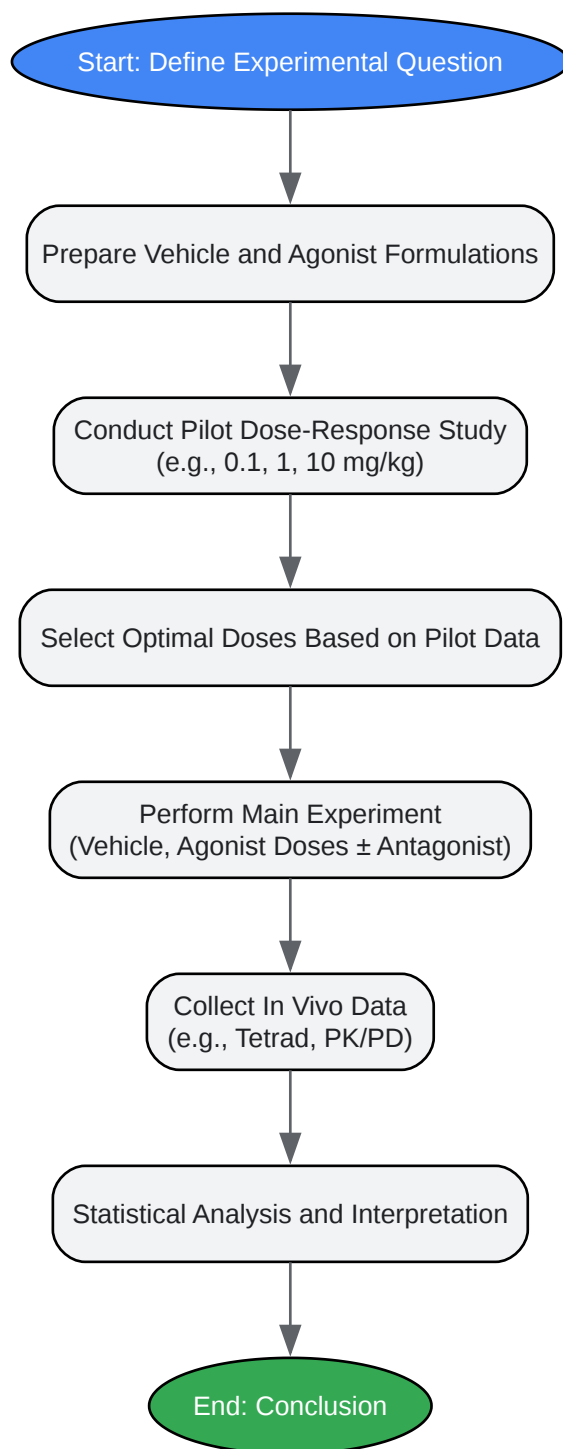 Start: Define Experimental Question
Prepare Vehicle and Agonist Formulations
Conduct Pilot Dose-Response Study
(e.g., 0.1, 1, 10 mg/kg)
Select Optimal Doses Based on Pilot Data
Perform Main Experiment
(Vehicle, Agonist Doses ± Antagonist)
Collect In Vivo Data
(e.g., Tetrad, PK/PD)
Statistical Analysis and Interpretation
End: Conclusion